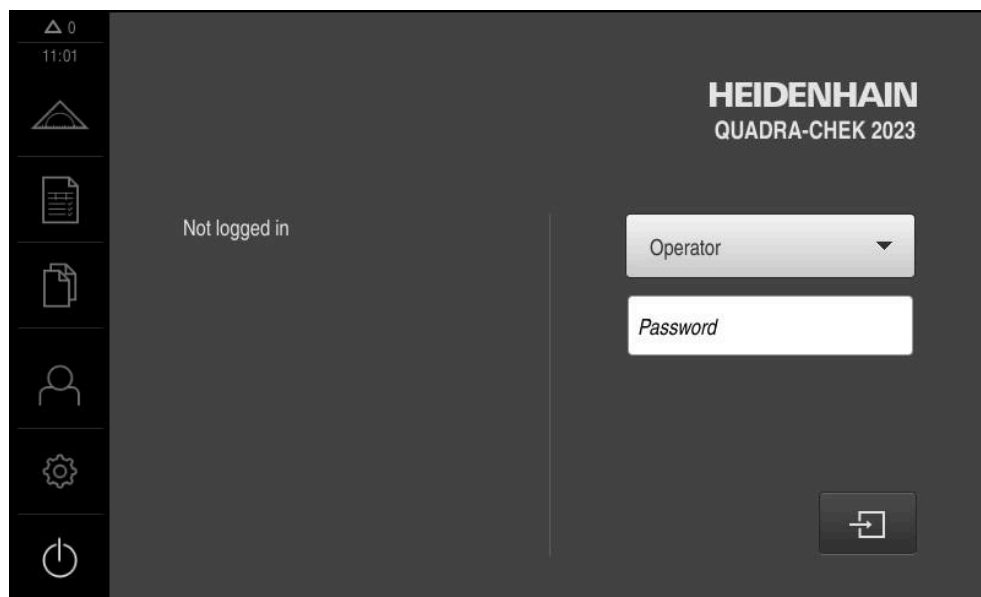 0
11:01
HEIDENHAIN
QUADRA-CHEK 2023
Not logged in
Operator
Password